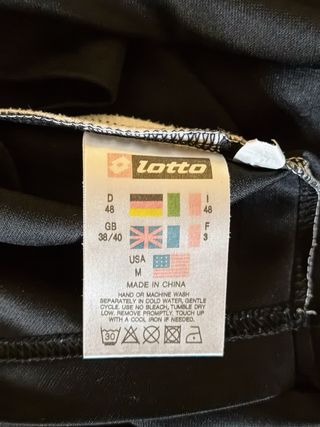 lotto
D 48 I 48
GB 38/40 F 3
USA M
MADE IN CHINA
HAND OR MACHINE WASH
SEPARATELY IN COLD WATER, GENTLE
CYCLE. USE NO BLEACH, TUMBLE DRY
LOW. REMOVE PROMPTLY. TOUCH UP
WITH A COOL IRON IF NEEDED.
30